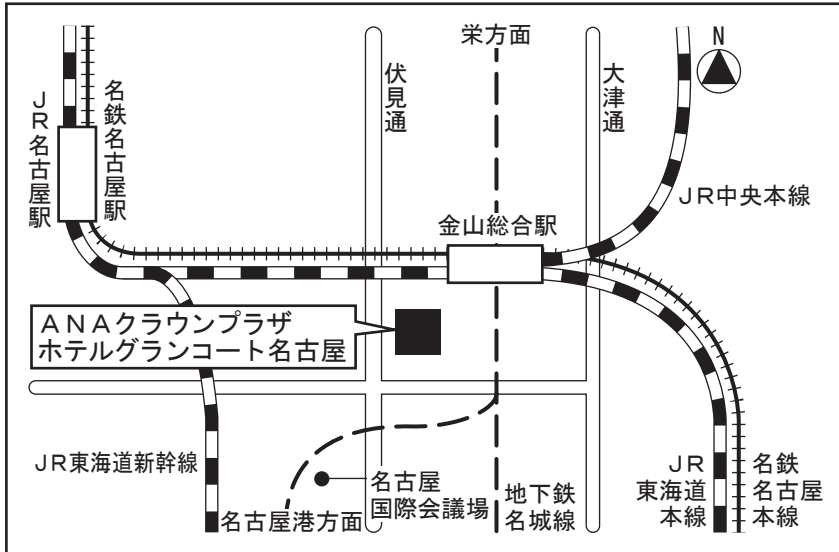 栄方面
N
伏見通
大津通
JR名古屋駅
名鉄名古屋駅
JR中央本線
金山総合駅
ANAクラウンプラザ
ホテルグランコート名古屋
JR東海道新幹線
名古屋
国際会議場
名古屋港方面
地下鉄
名城線
JR
東海道
本線
名鉄
名古屋
本線